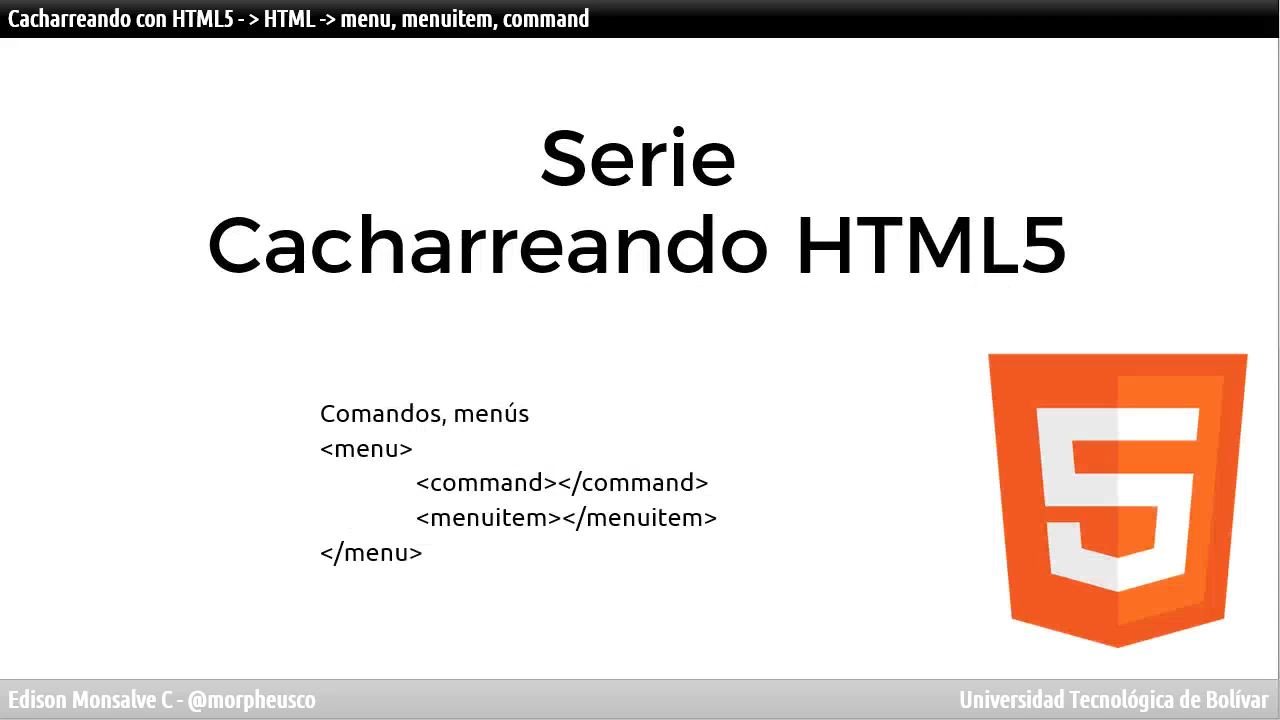 Cacharreando con HTML5 - > HTML -> menu, menuitem, command
Serie
Cacharreando HTML5
Comandos, menús
<menu>
<command></command>
<menuitem></menuitem>
</menu>
5
Edison Monsalve C - @morpheusco
Universidad Tecnológica de Bolívar